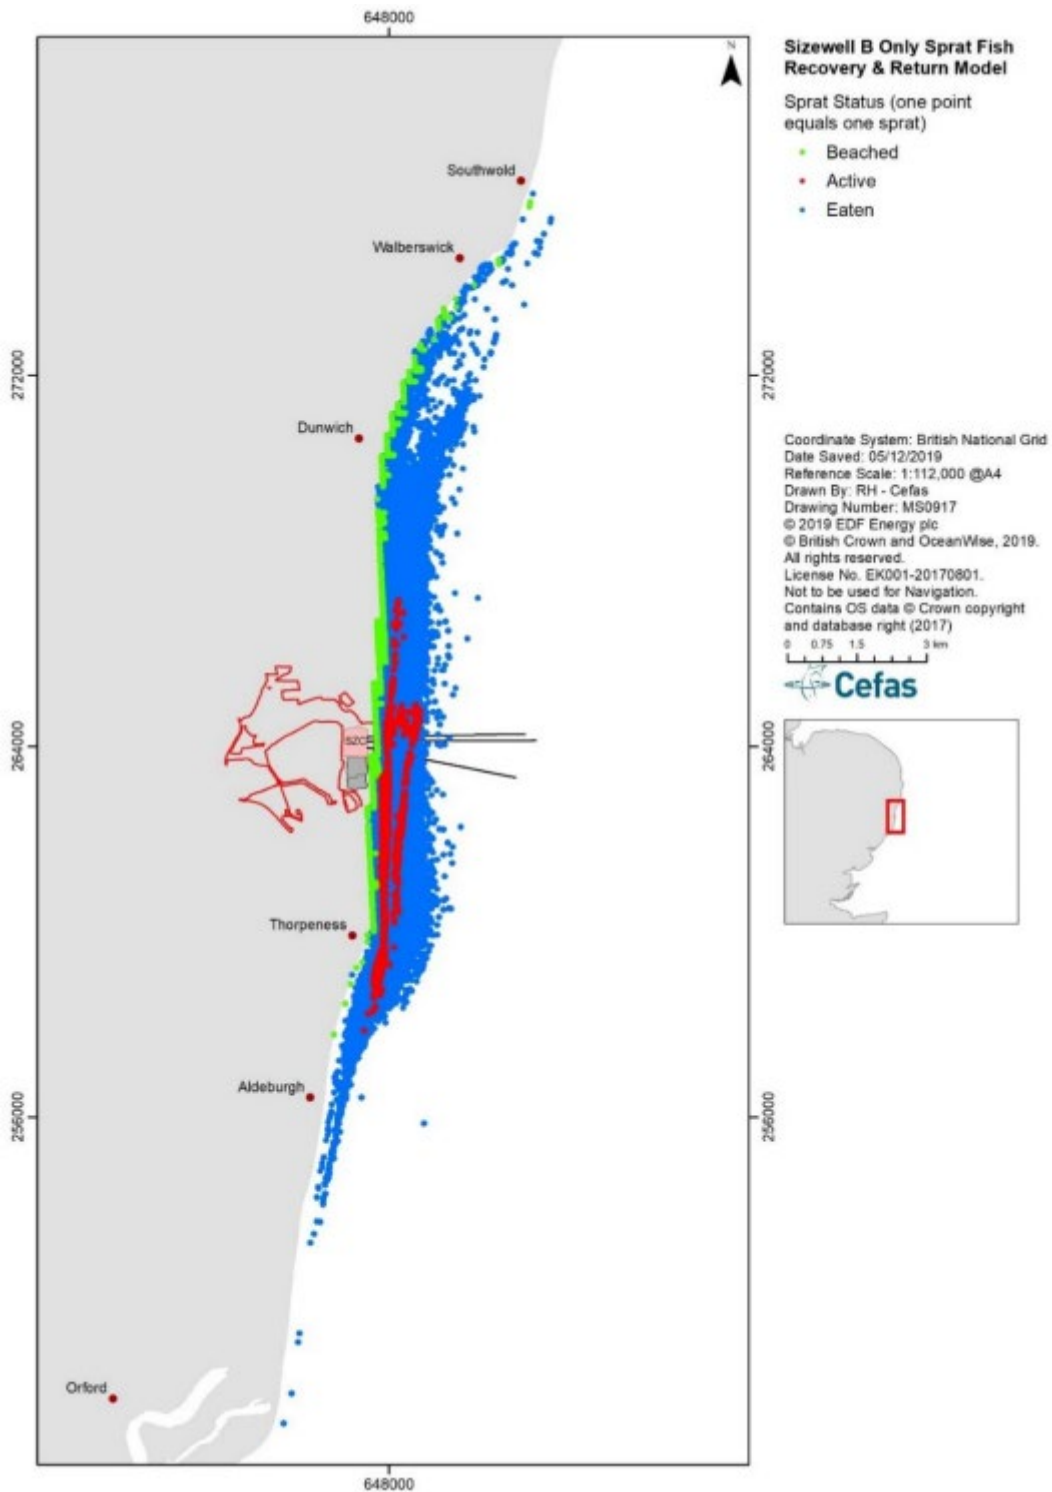 648000
N
Sizewell B Only Sprat Fish
Recovery & Return Model
Sprat Status (one point
equals one sprat)
Beached
Active
Eaten
Southwold
Walberswick
272000
272000
Dunwich
Coordinate System: British National Grid
Date Saved: 05/12/2019
Reference Scale: 1:112,000 @A4
Drawn By: RH - Cefas
Drawing Number: MS0917
© 2019 EDF Energy plc
© British Crown and OceanWise, 2019.
All rights reserved.
License No. EK001-20170801.
Not to be used for Navigation.
Contains OS data © Crown copyright
and database right (2017)
0 0.75 1.5 3 km
Cefas
SZC
264000
264000
Thorpeness
Aldeburgh
256000
256000
Orford
648000